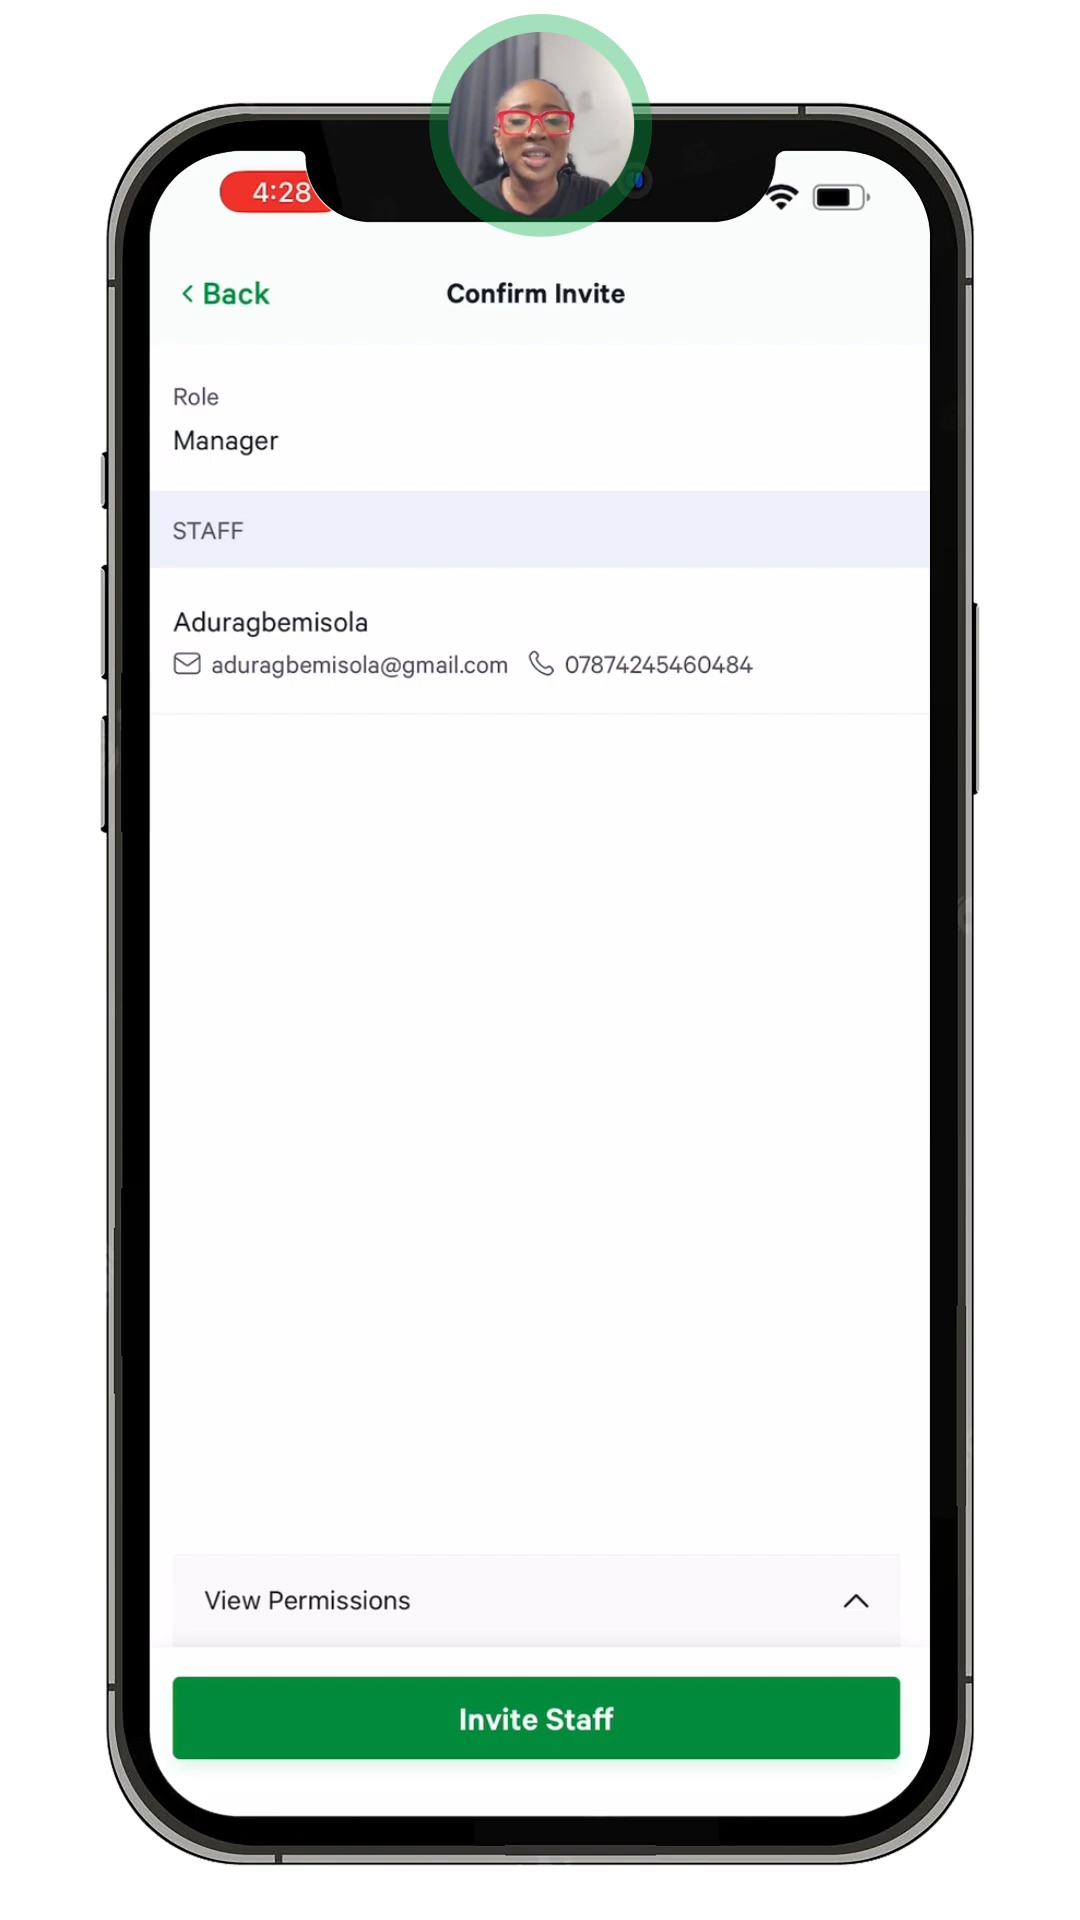 4:28
Back
Confirm Invite
Role
Manager
STAFF
Aduragbemisola
aduragbemisola@gmail.com 07874245460484
View Permissions
Invite Staff